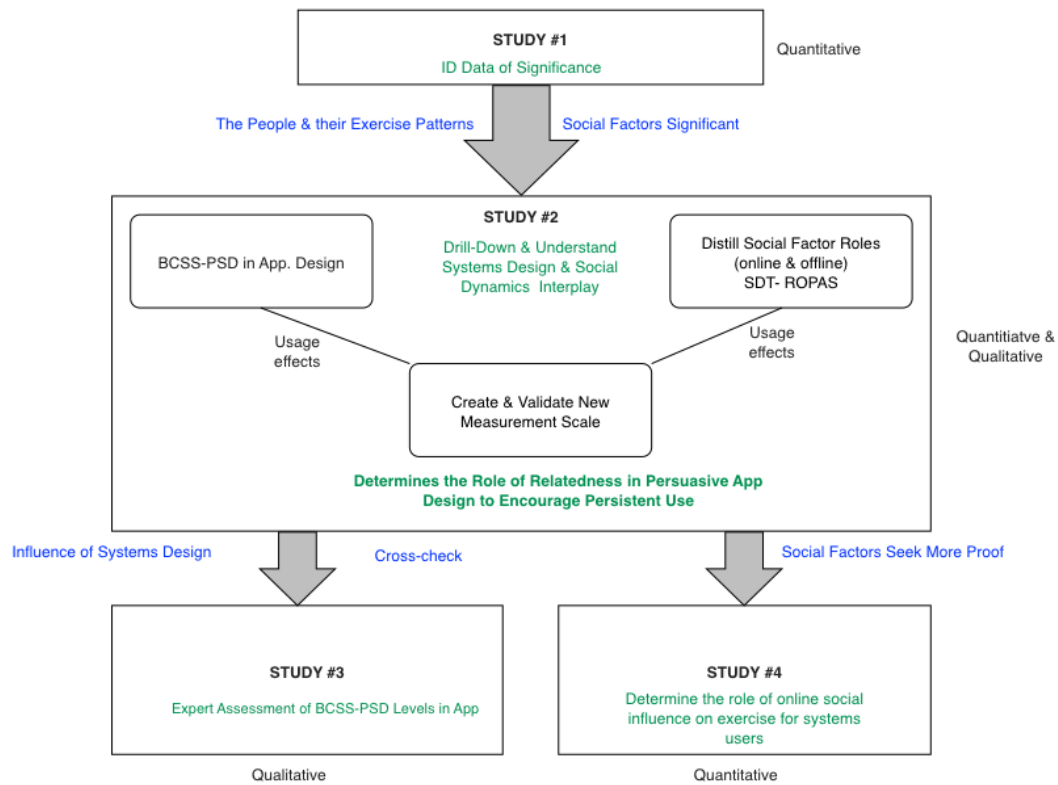 STUDY #1
ID Data of Significance
Quantitative
The People & their Exercise Patterns
Social Factors Significant
STUDY #2
Drill-Down & Understand
Systems Design & Social
Dynamics Interplay
BCSS-PSD in App. Design
Distill Social Factor Roles
(online & offline)
SDT- ROPAS
Usage
effects
Usage
effects
Quantitiatve &
Qualitative
Create & Validate New
Measurement Scale
Determines the Role of Relatedness in Persuasive App
Design to Encourage Persistent Use
Influence of Systems Design
Cross-check
Social Factors Seek More Proof
STUDY #3
Expert Assessment of BCSS-PSD Levels in App
Qualitative
STUDY #4
Determine the role of online social
influence on exercise for systems
users
Quantitative